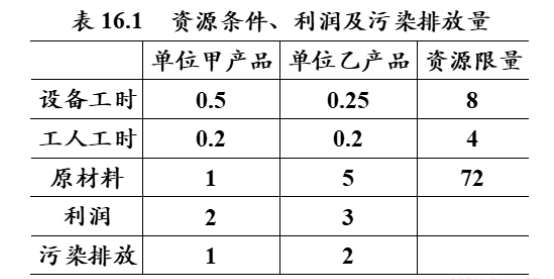 表 16.1 资源条件、利润及污染排放量
单位甲产品 单位乙产品 资源限量
设备工时 0.5 0.25 8
工人工时 0.2 0.2 4
原材料 1 5 72
利润 2 3
污染排放 1 2